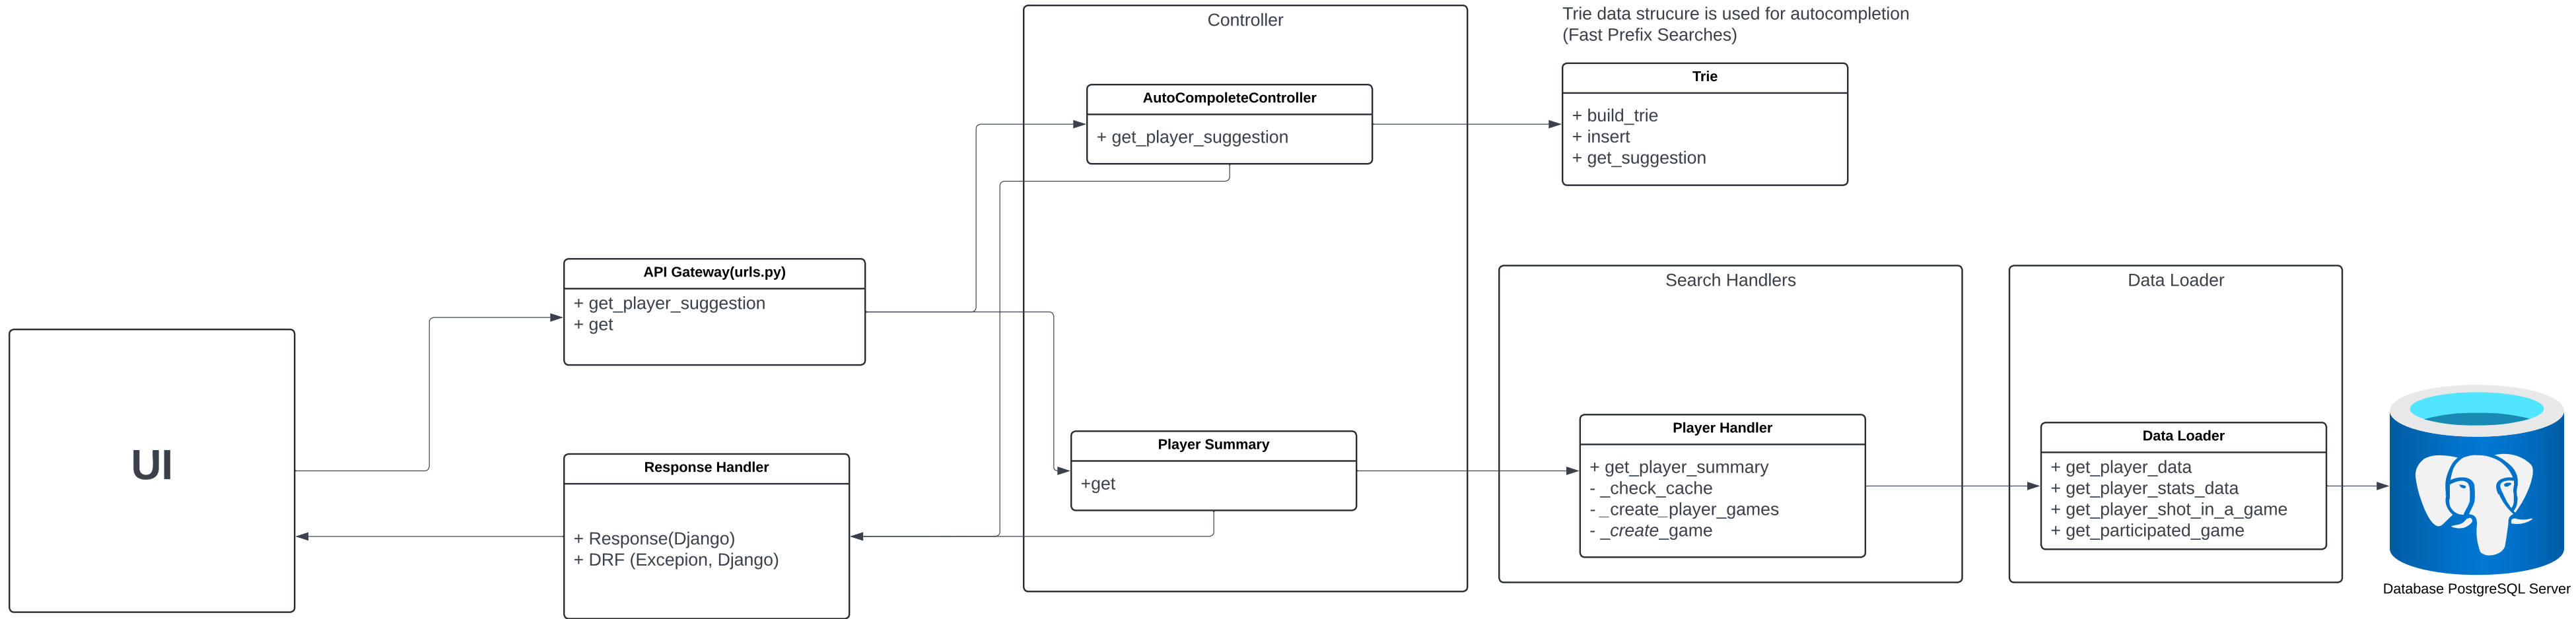 UI
API Gateway(urls.py)
+ get_player_suggestion
+ get
Response Handler
+ Response(Django)
+ DRF (Excepion, Django)
Controller
AutoCompoleteController
+ get_player_suggestion
Player Summary
+get
Trie data strucure is used for autocompletion
(Fast Prefix Searches)
Trie
+ build_trie
+ insert
+ get_suggestion
Search Handlers
Player Handler
+ get_player_summary
- _check_cache
- _create_player_games
- _create_game
Data Loader
Data Loader
+ get_player_data
+ get_player_stats_data
+ get_player_shot_in_a_game
+ get_participated_game
Database PostgreSQL Server